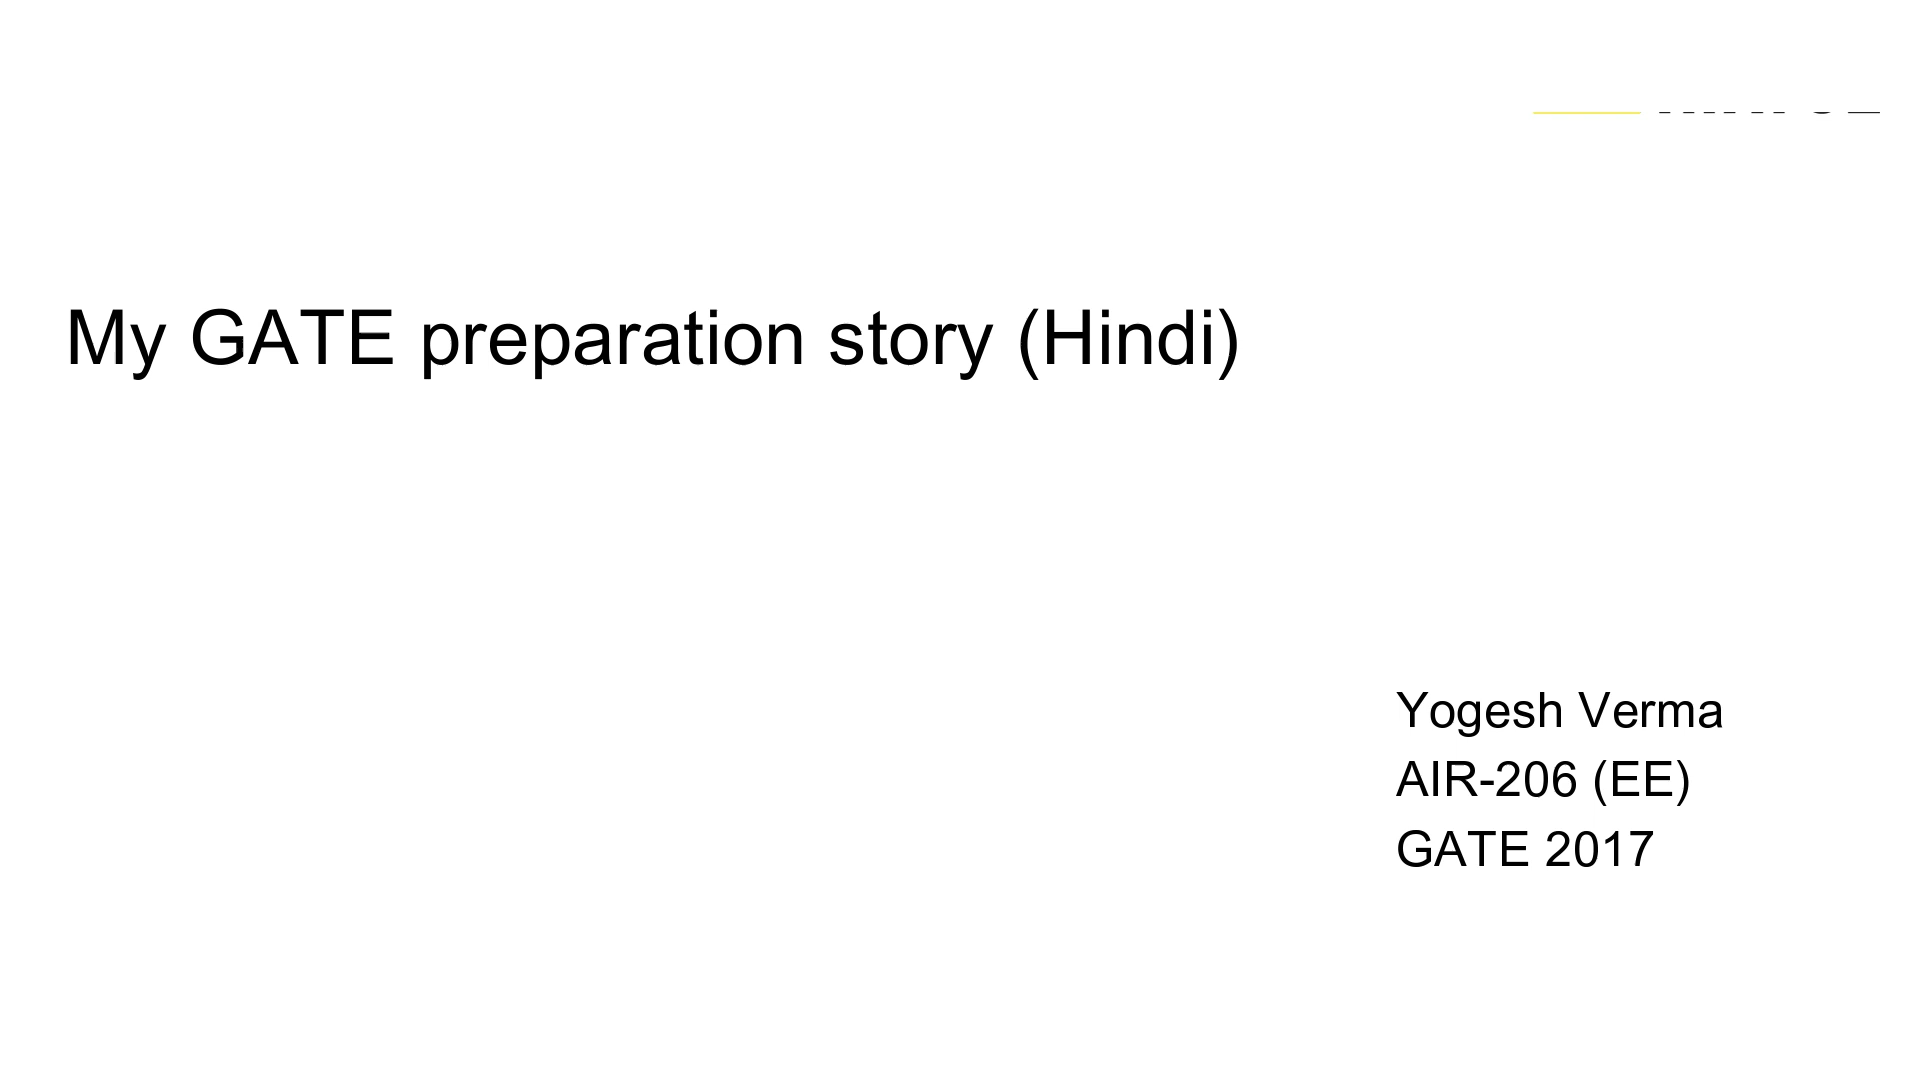 My GATE preparation story (Hindi)
Yogesh Verma
AIR-206 (EE)
GATE 2017